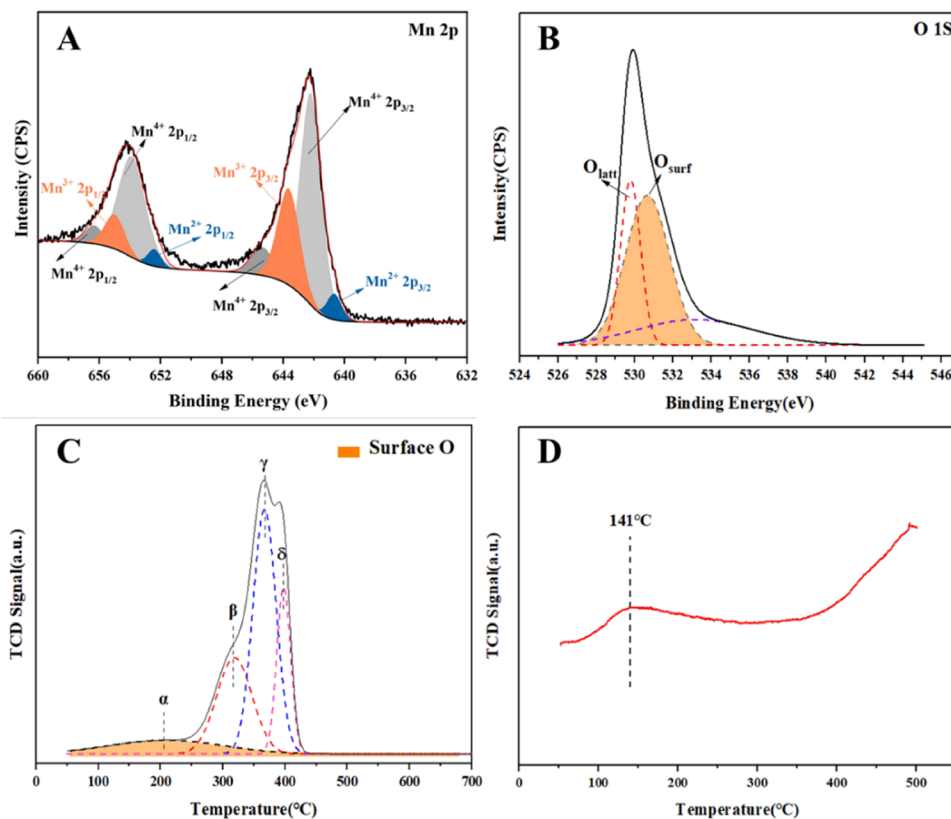 A
Mn 2p
Mn4+ 2p3/2
Mn4+ 2p1/2
Mn3+ 2p3/2
Mn3+ 2p1/2
Mn2+ 2p1/2
Mn2+ 2p3/2
Mn4+ 2p1/2
Mn4+ 2p3/2
Intensity (CPS)
660 656 652 648 644 640 636 632
Binding Energy (eV)
B
O 1S
Olatt
Osurf
Intensity(CPS)
524 526 528 530 532 534 536 538 540 542 544 546
Binding Energy(eV)
C
Surface O
γ
δ
β
α
TCD Signal(a.u.)
0 100 200 300 400 500 600 700
Temperature(°C)
D
141°C
TCD Signal(a.u.)
0 100 200 300 400 500
Temperature(°C)